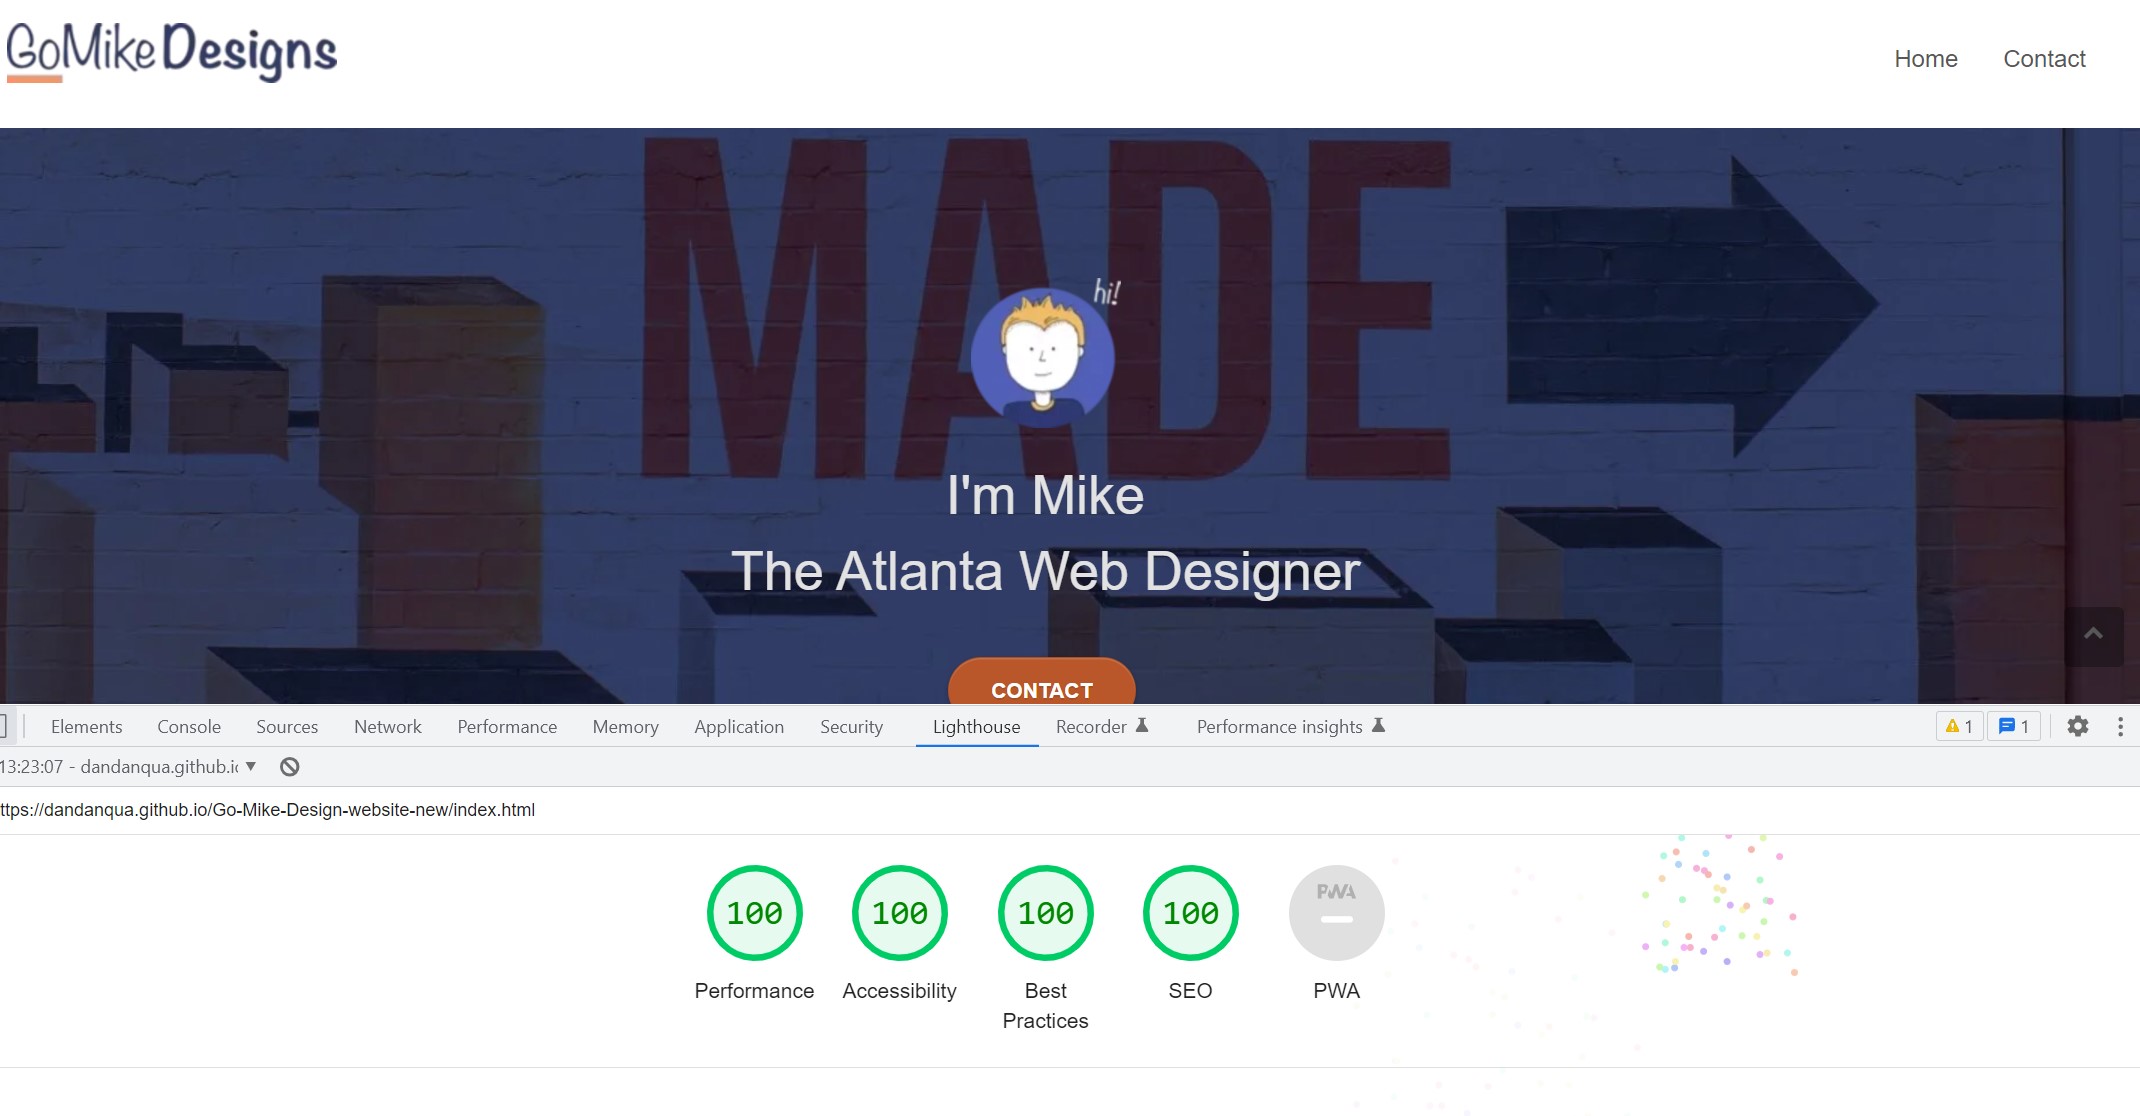 GoMikeDesigns
Home Contact
MADE
hi!
I'm Mike
The Atlanta Web Designer
CONTACT
Elements Console Sources Network Performance Memory Application Security Lighthouse Recorder Performance insights 1 1
13:23:07 - dandanqua.github.io
ttps://dandanqua.github.io/Go-Mike-Design-website-new/index.html
100 100 100 100 PWA
Performance Accessibility Best Practices SEO PWA